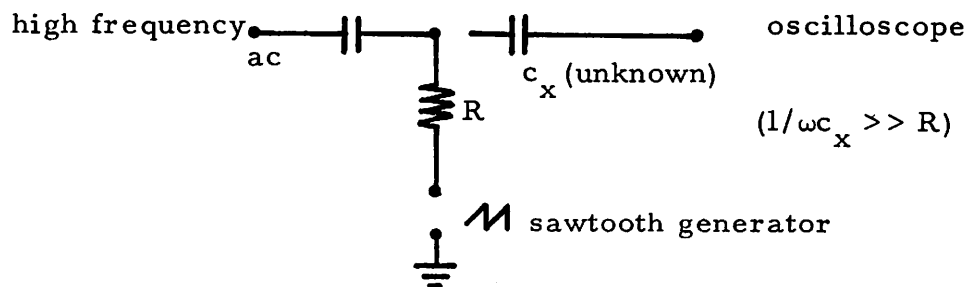 high frequency
ac
R
c_x (unknown)
oscilloscope
(1/ωc_x >> R)
sawtooth generator